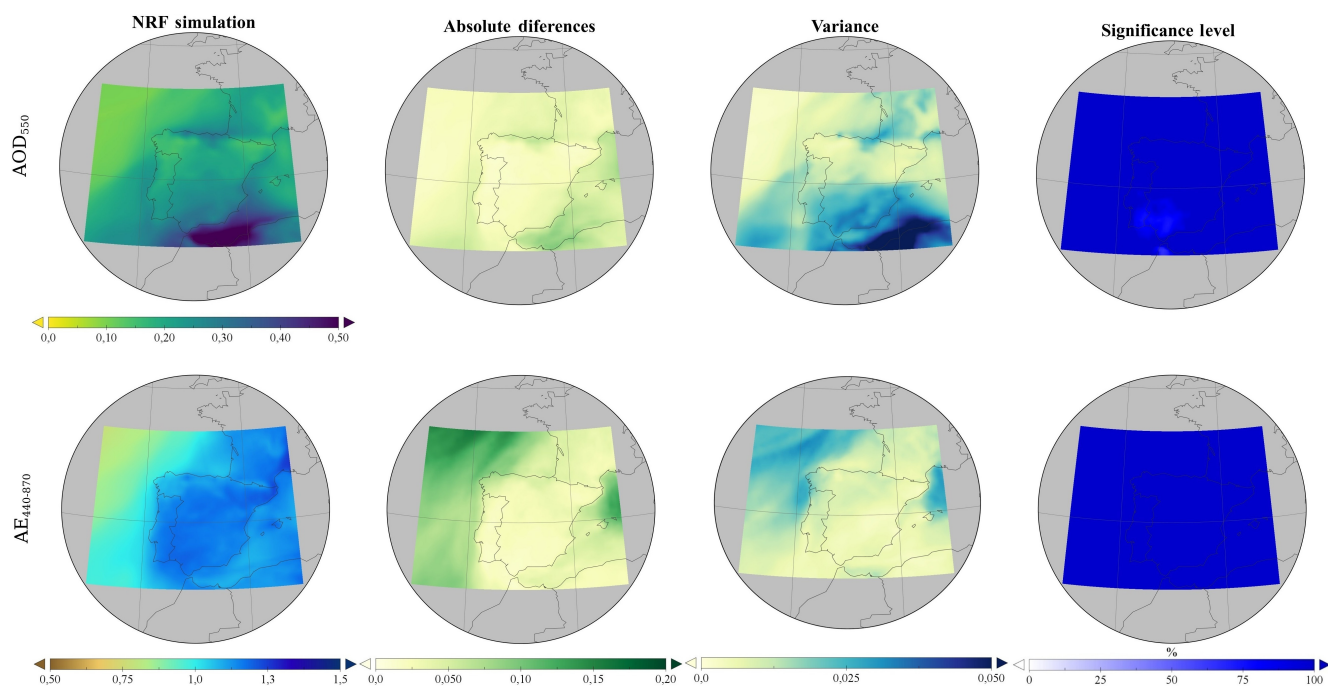 NRF simulation
Absolute diferences
Variance
Significance level
AOD550
0,0 0,10 0,20 0,30 0,40 0,50
AE440-870
0,50 0,75 1,0 1,3 1,5
0,0 0,050 0,10 0,15 0,20
0,0 0,025 0,050
%
0 25 50 75 100